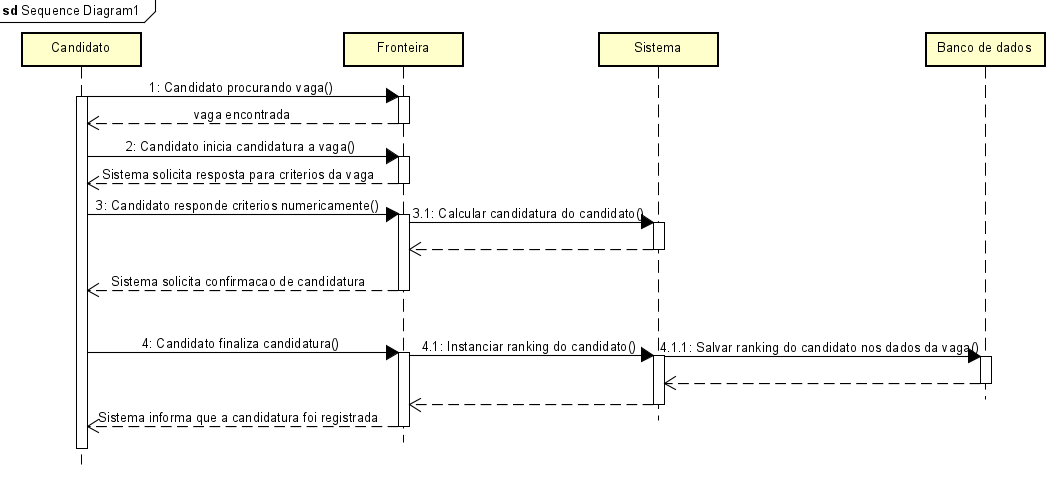 sd Sequence Diagram1
Candidato
Fronteira
Sistema
Banco de dados
1: Candidato procurando vaga()
vaga encontrada
2: Candidato inicia candidatura a vaga()
Sistema solicita resposta para criterios da vaga
3: Candidato responde criterios numericamente()
3.1: Calcular candidatura do candidato()
Sistema solicita confirmacao de candidatura
4: Candidato finaliza candidatura()
4.1: Instanciar ranking do candidato()
4.1.1: Salvar ranking do candidato nos dados da vaga()
Sistema informa que a candidatura foi registrada